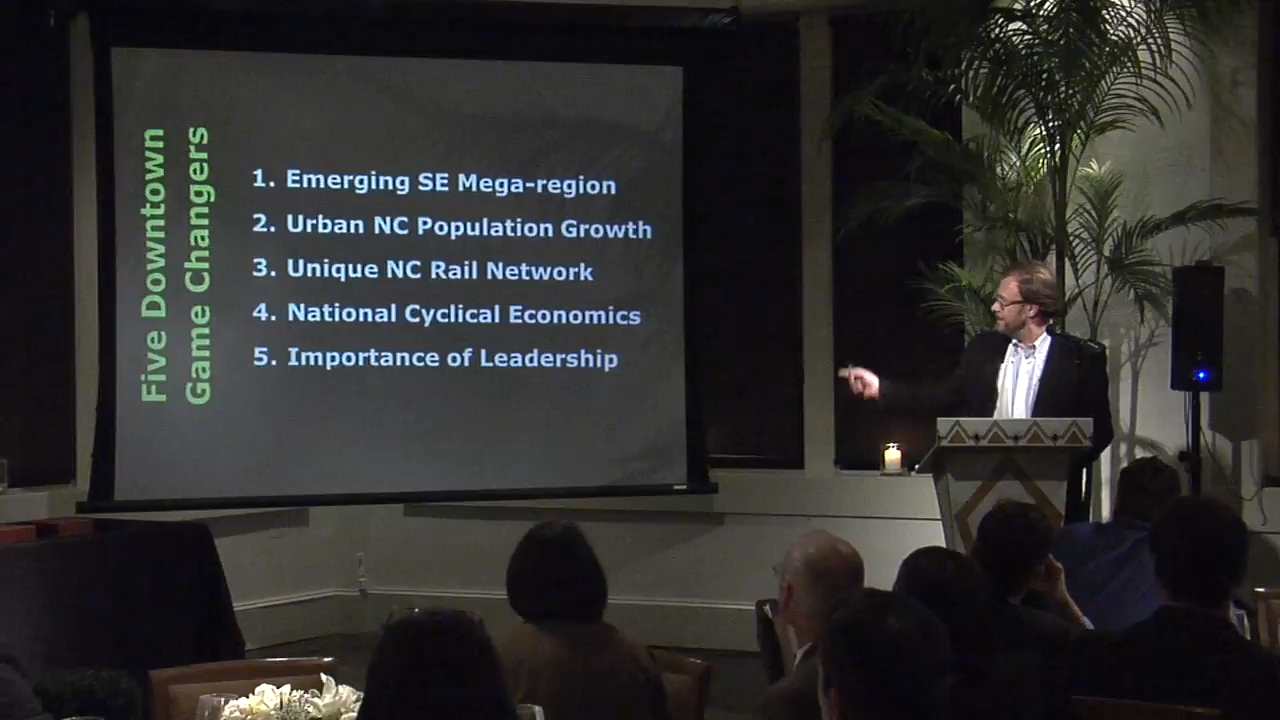 Five Downtown
Game Changers
1. Emerging SE Mega-region
2. Urban NC Population Growth
3. Unique NC Rail Network
4. National Cyclical Economics
5. Importance of Leadership